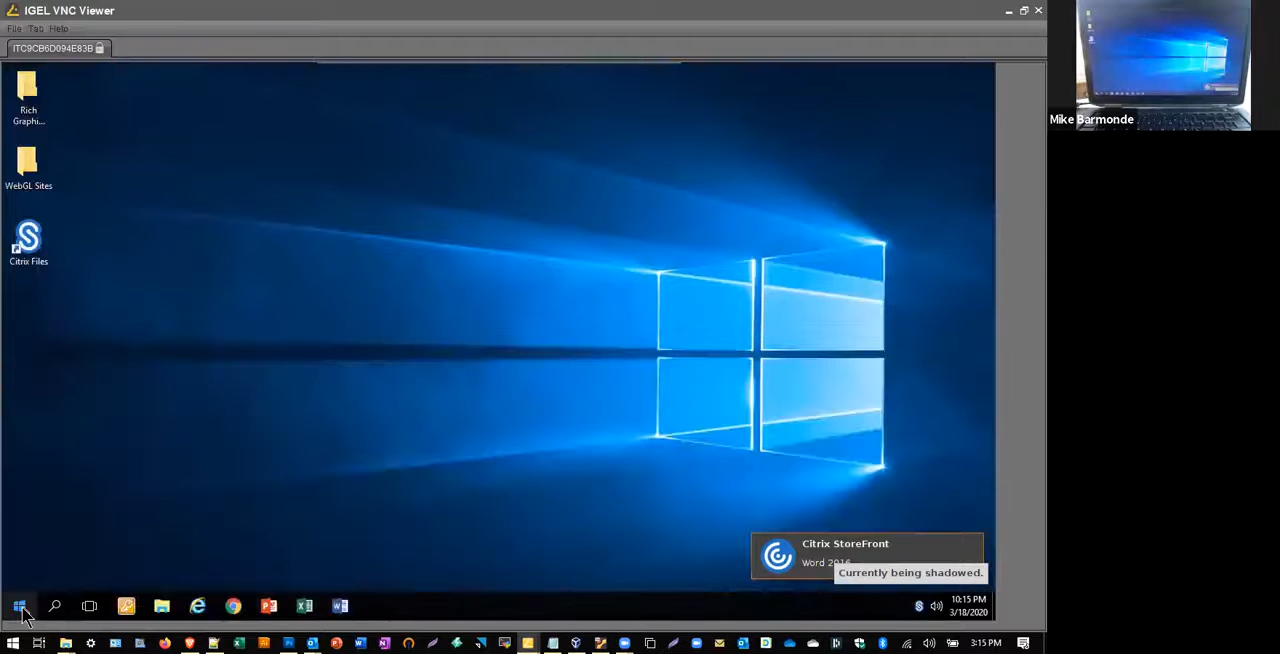 IGEL VNC Viewer
File Tab Help
ITC9CB6D094E83B
Rich
Graphi...
WebGL Sites
Citrix Files
Mike Barmonde
Citrix StoreFront
Word 2016
Currently being shadowed.
10:15 PM
3/18/2020
3:15 PM